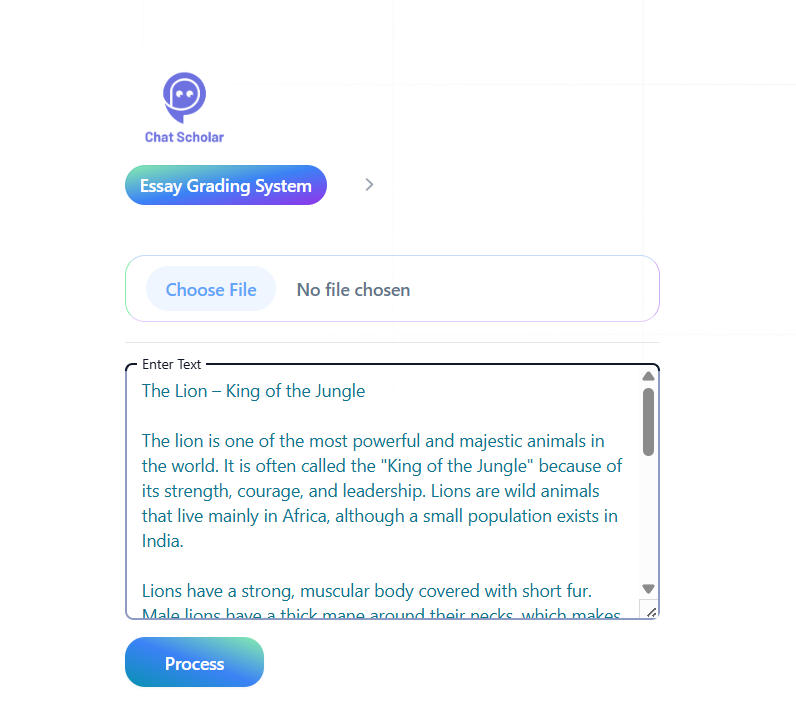 Chat Scholar
Essay Grading System
Choose File No file chosen
Enter Text
The Lion – King of the Jungle
The lion is one of the most powerful and majestic animals in
the world. It is often called the "King of the Jungle" because of
its strength, courage, and leadership. Lions are wild animals
that live mainly in Africa, although a small population exists in
India.
Lions have a strong, muscular body covered with short fur.
Male lions have a thick mane around their necks, which makes
Process